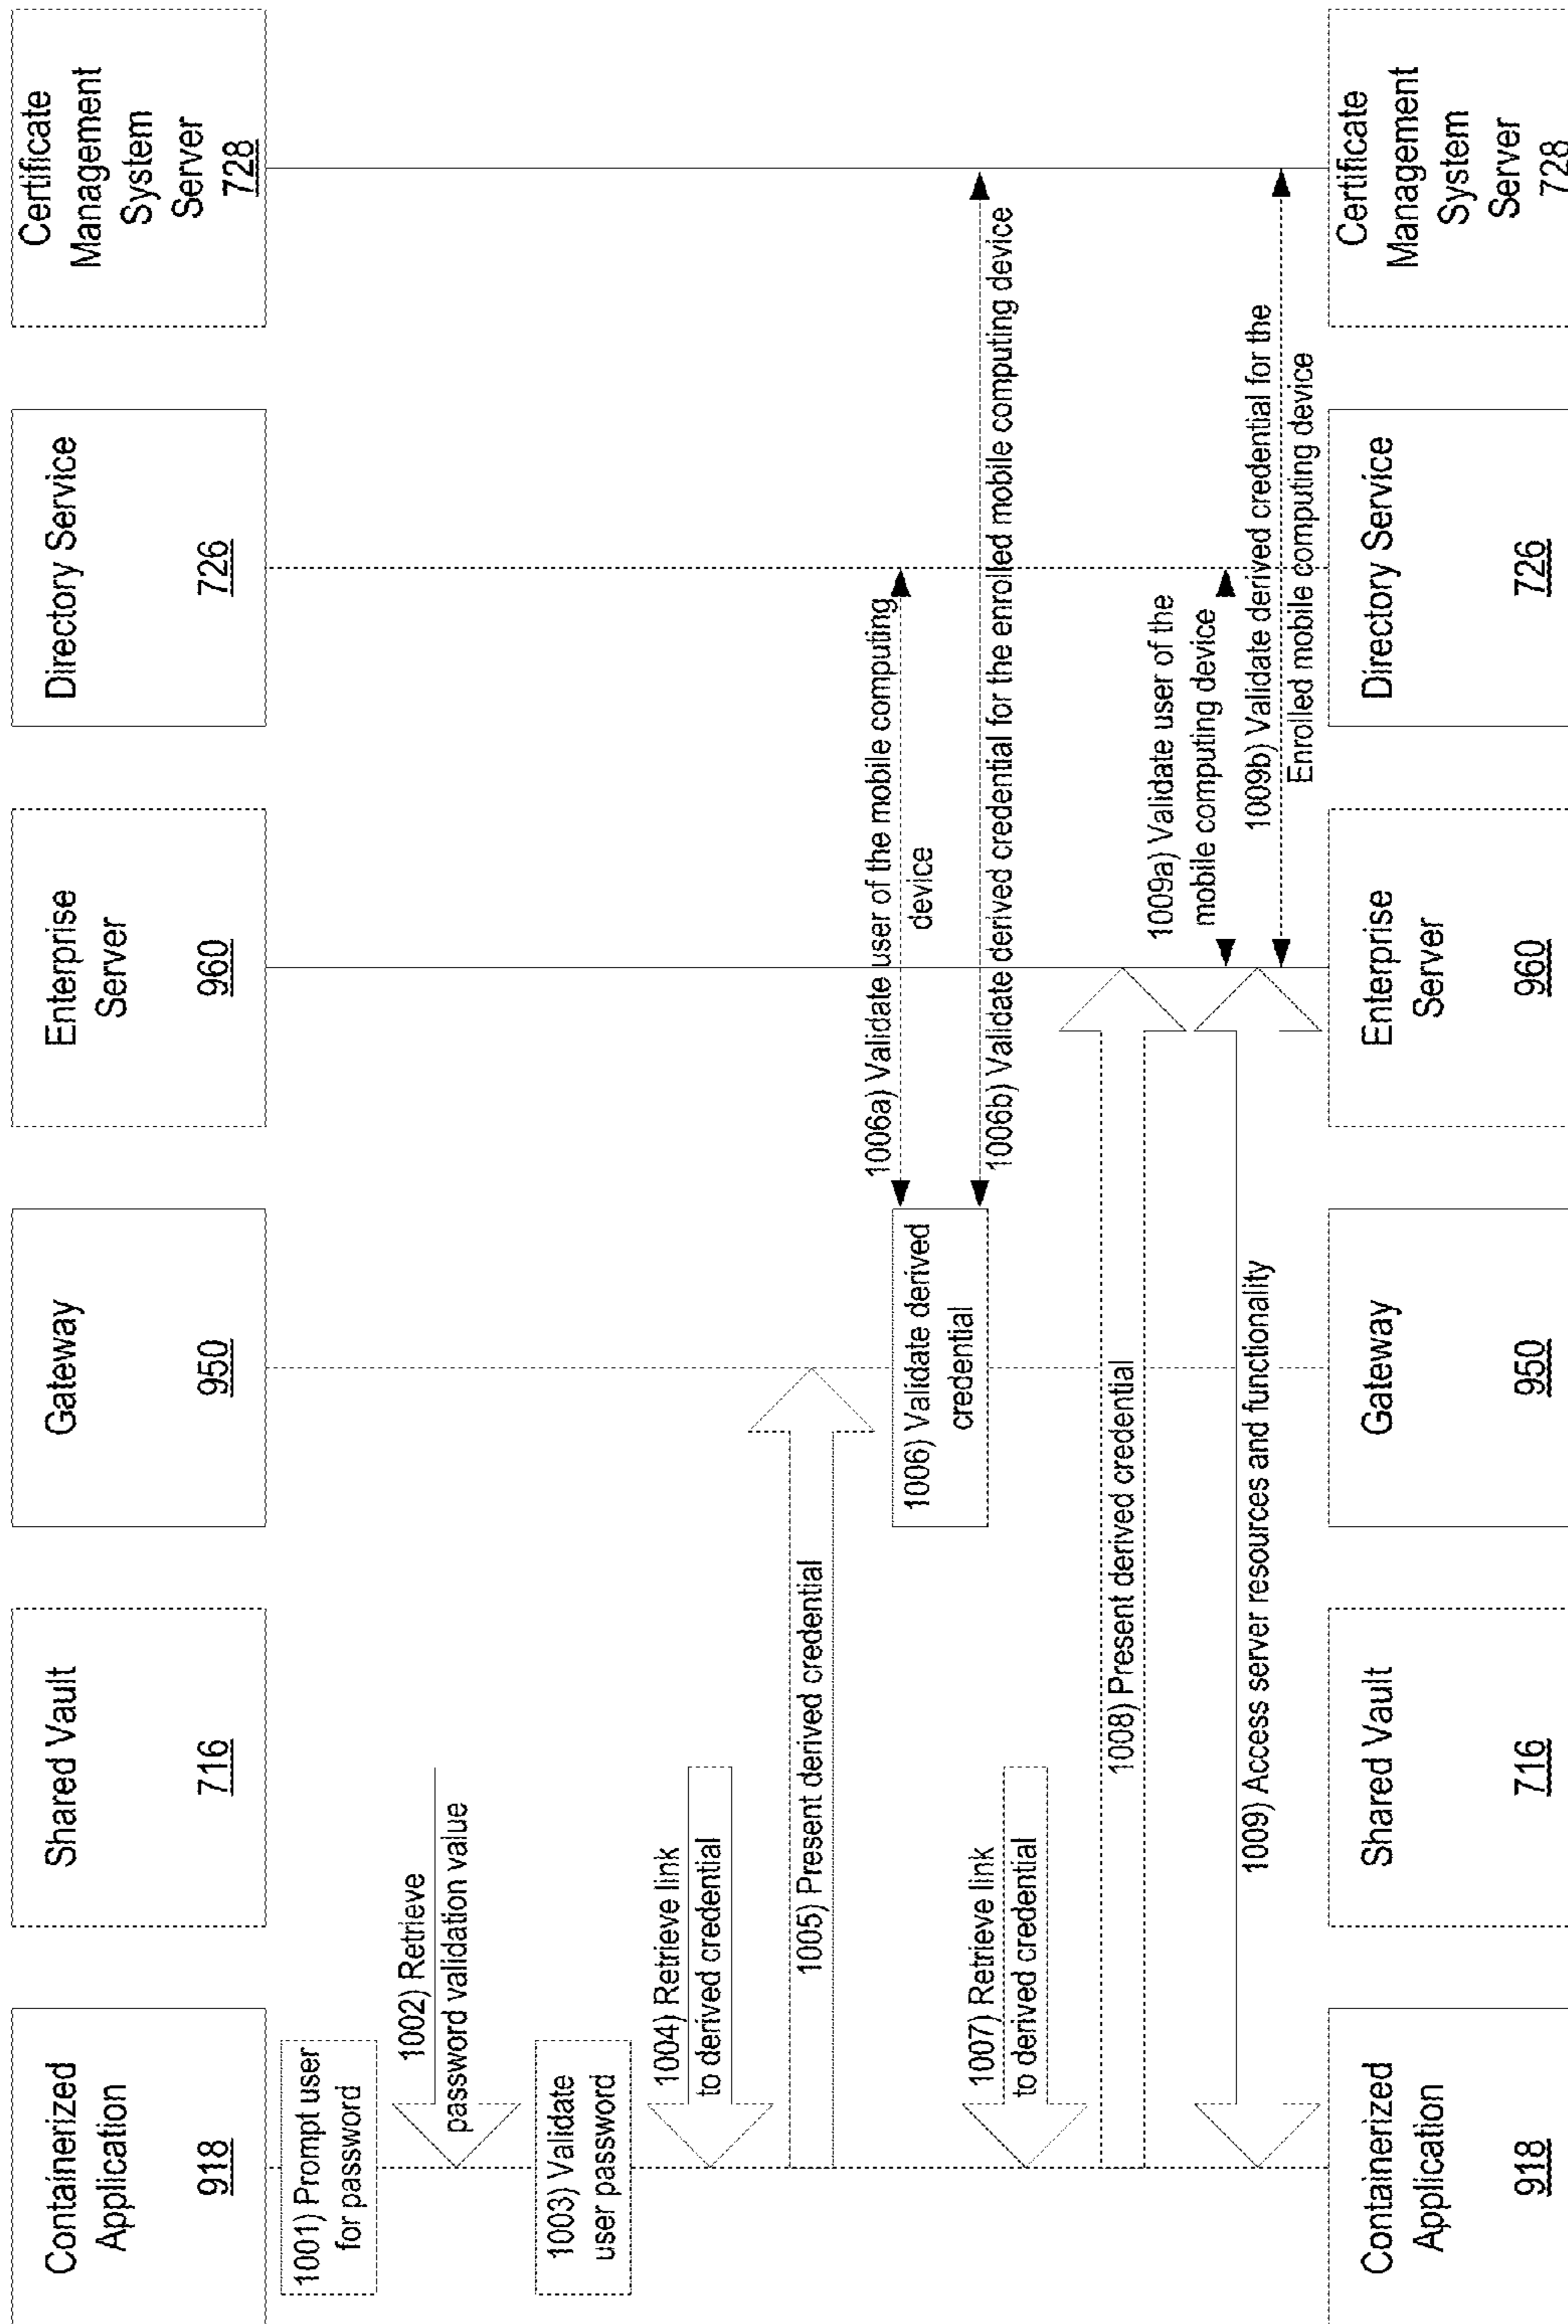 Containerized
Application
918
Shared Vault
716
Gateway
950
Enterprise
Server
960
Directory Service
726
Certificate
Management
System
Server
728
1001) Prompt user
for password
1002) Retrieve
password validation value
1003) Validate
user password
1004) Retrieve link
to derived credential
1005) Present derived credential
1006a) Validate user of the mobile computing
device
1006) Validate derived
credential
1006b) Validate derived credential for the enrolled mobile computing device
1007) Retrieve link
to derived credential
1008) Present derived credential
1009a) Validate user of the
mobile computing device
1009) Access server resources and functionality
1009b) Validate derived credential for the
Enrolled mobile computing device
Containerized
Application
918
Shared Vault
716
Gateway
950
Enterprise
Server
960
Directory Service
726
Certificate
Management
System
Server
728